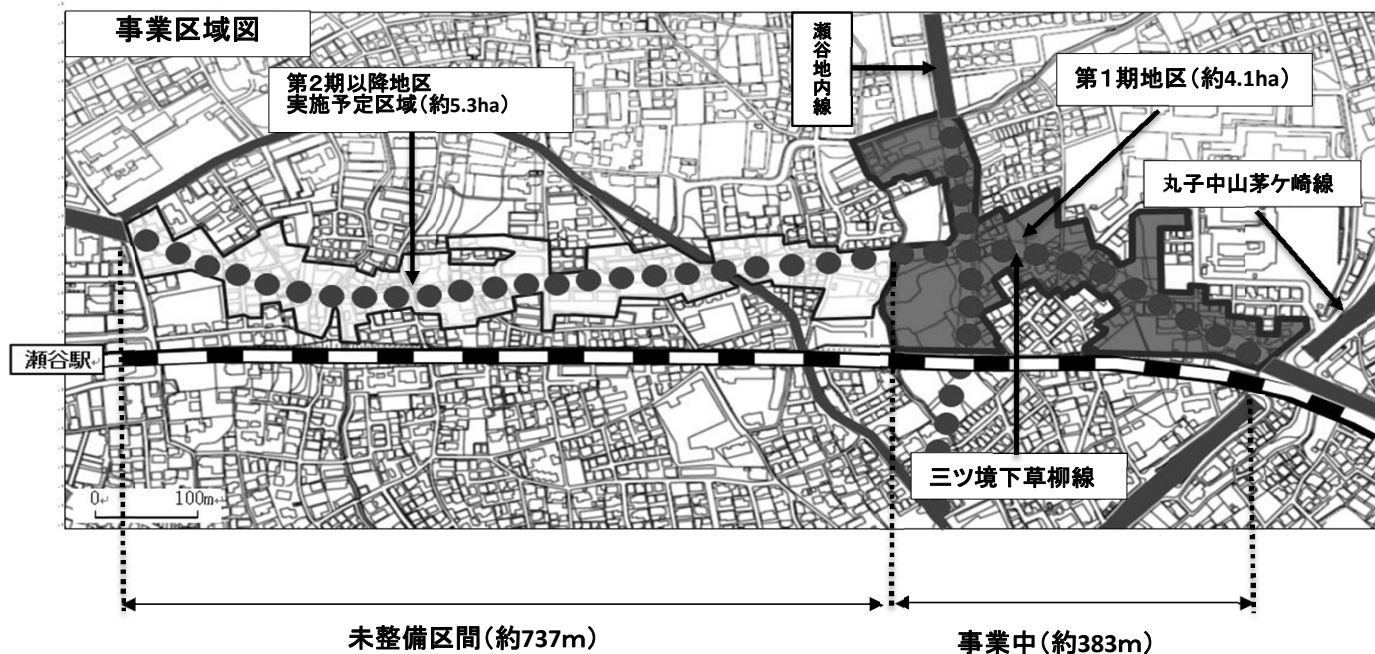 事業区域図
第2期以降地区
実施予定区域(約5.3ha)
瀬谷地内線
第1期地区(約4.1ha)
丸子中山茅ケ崎線
瀬谷駅
三ツ境下草柳線
0 100m
未整備区間(約737m)
事業中(約383m)